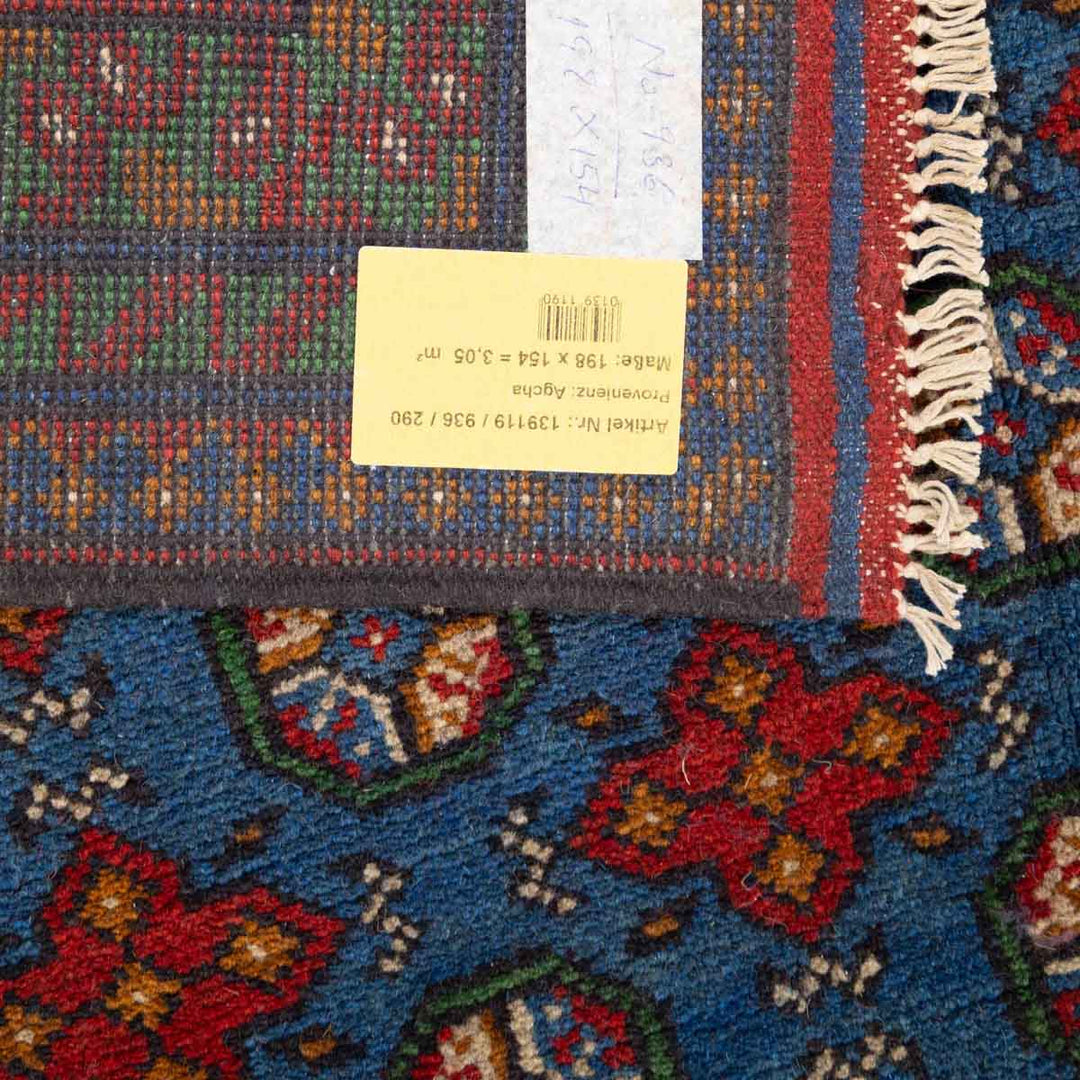 Artikel Nr.: 139119 / 936 / 290
Provenienz: Agcha
Maße: 198 x 154 = 3,05 m²
0139 1190
No-936
198 X 154